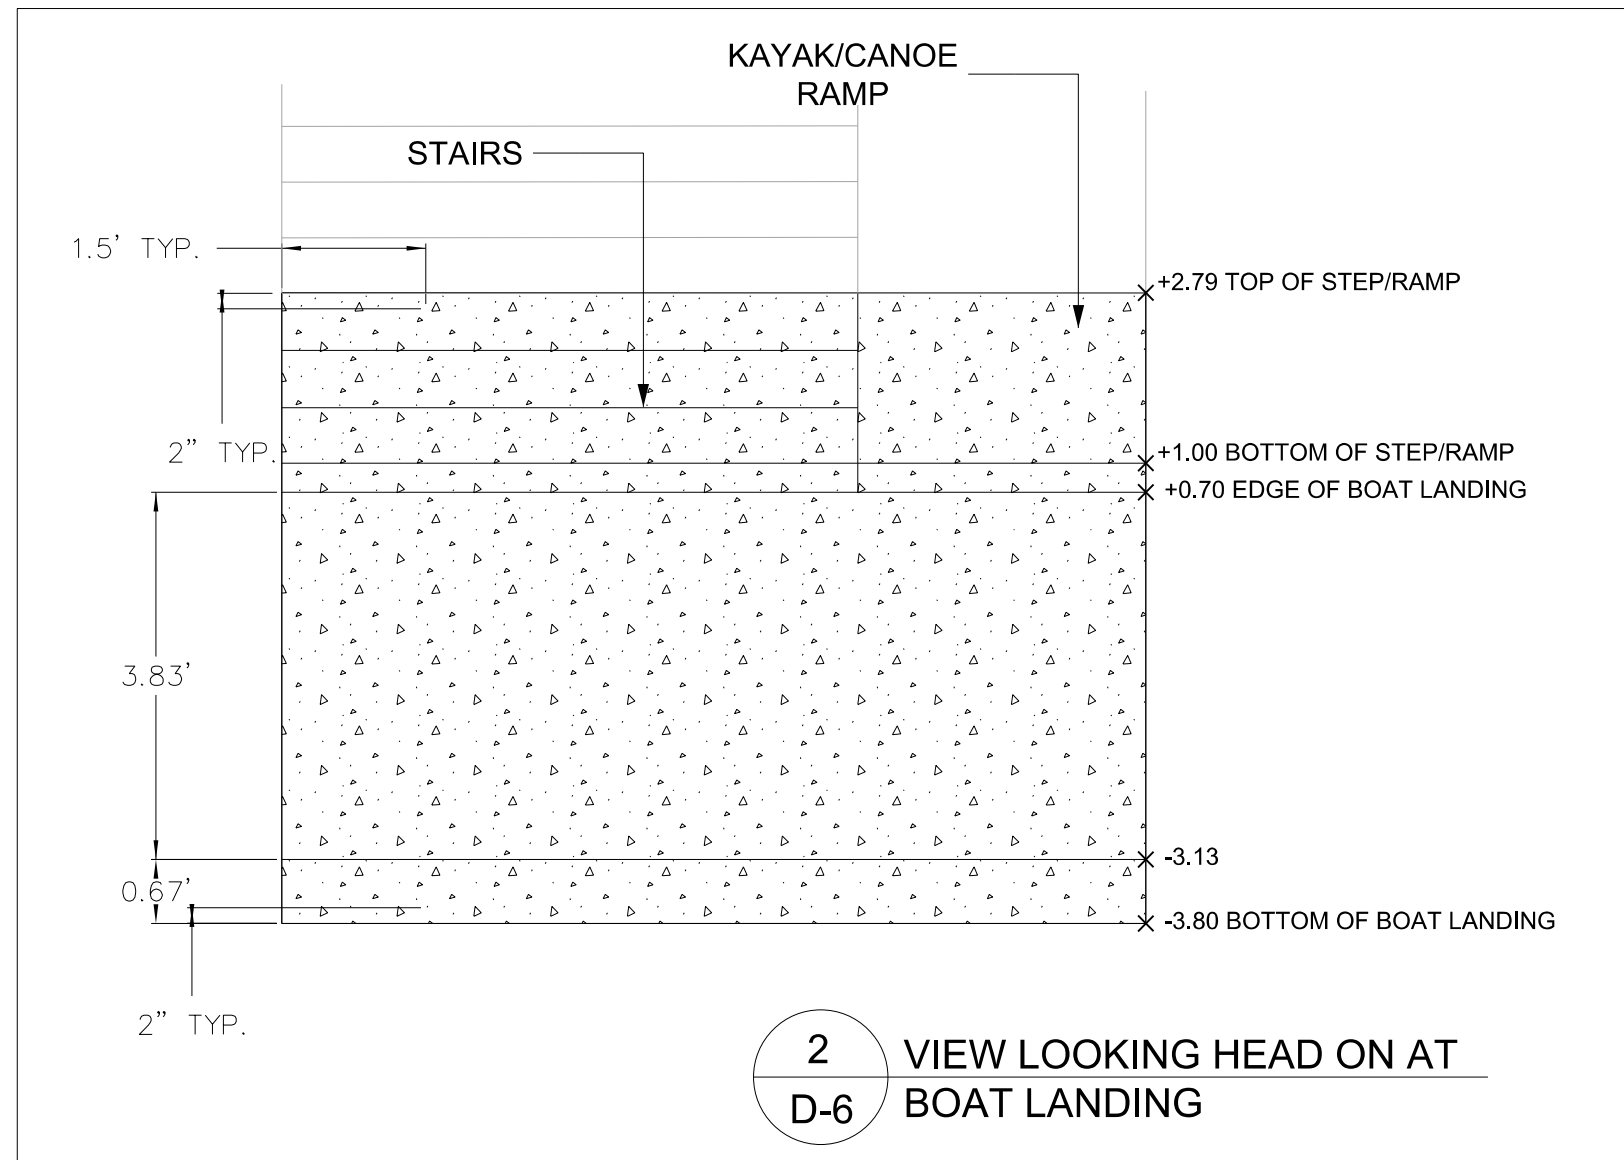 KAYAK/CANOE
RAMP
STAIRS
1.5' TYP.
+2.79 TOP OF STEP/RAMP
2” TYP.
+1.00 BOTTOM OF STEP/RAMP
+0.70 EDGE OF BOAT LANDING
3.83'
-3.13
0.67'
-3.80 BOTTOM OF BOAT LANDING
2” TYP.
2
D-6
VIEW LOOKING HEAD ON AT
BOAT LANDING